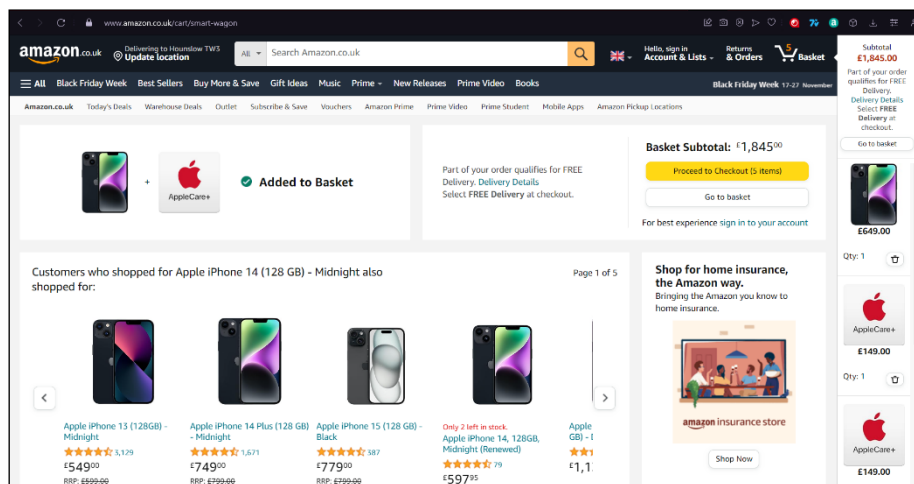 www.amazon.co.uk/cart/smart-wagon
amazon.co.uk
Delivering to Hounslow TW3
Update location
All
Search Amazon.co.uk
Hello, sign in
Account & Lists
Returns
& Orders
5
Basket
All Black Friday Week Best Sellers Buy More & Save Gift Ideas Music Prime New Releases Prime Video Books
Black Friday Week 17-27 November
Amazon.co.uk Today's Deals Warehouse Deals Outlet Subscribe & Save Vouchers Amazon Prime Prime Video Prime Student Mobile Apps Amazon Pickup Locations
+
AppleCare+
Added to Basket
Part of your order qualifies for FREE
Delivery. Delivery Details
Select FREE Delivery at checkout.
Basket Subtotal: £1,845.00
Proceed to Checkout (5 items)
Go to basket
For best experience sign in to your account
Customers who shopped for Apple iPhone 14 (128 GB) - Midnight also
shopped for:
Page 1 of 5
Apple iPhone 13 (128GB) -
Midnight
3,129
£549.00
RRP: £599.00
Apple iPhone 14 Plus (128 GB)
- Midnight
1,671
£749.00
RRP: £799.00
Apple iPhone 15 (128 GB) -
Black
387
£779.00
RRP: £799.00
Only 2 left in stock.
Apple iPhone 14, 128GB,
Midnight (Renewed)
79
£597.95
Apple
GB) -
£1,1
Shop for home insurance,
the Amazon way.
Bringing the Amazon you know to
home insurance.
amazon insurance store
Shop Now
Subtotal
£1,845.00
Part of your order
qualifies for FREE
Delivery.
Delivery Details
Select FREE
Delivery at
checkout.
Go to basket
£649.00
Qty: 1
AppleCare+
£149.00
Qty: 1
AppleCare+
£149.00